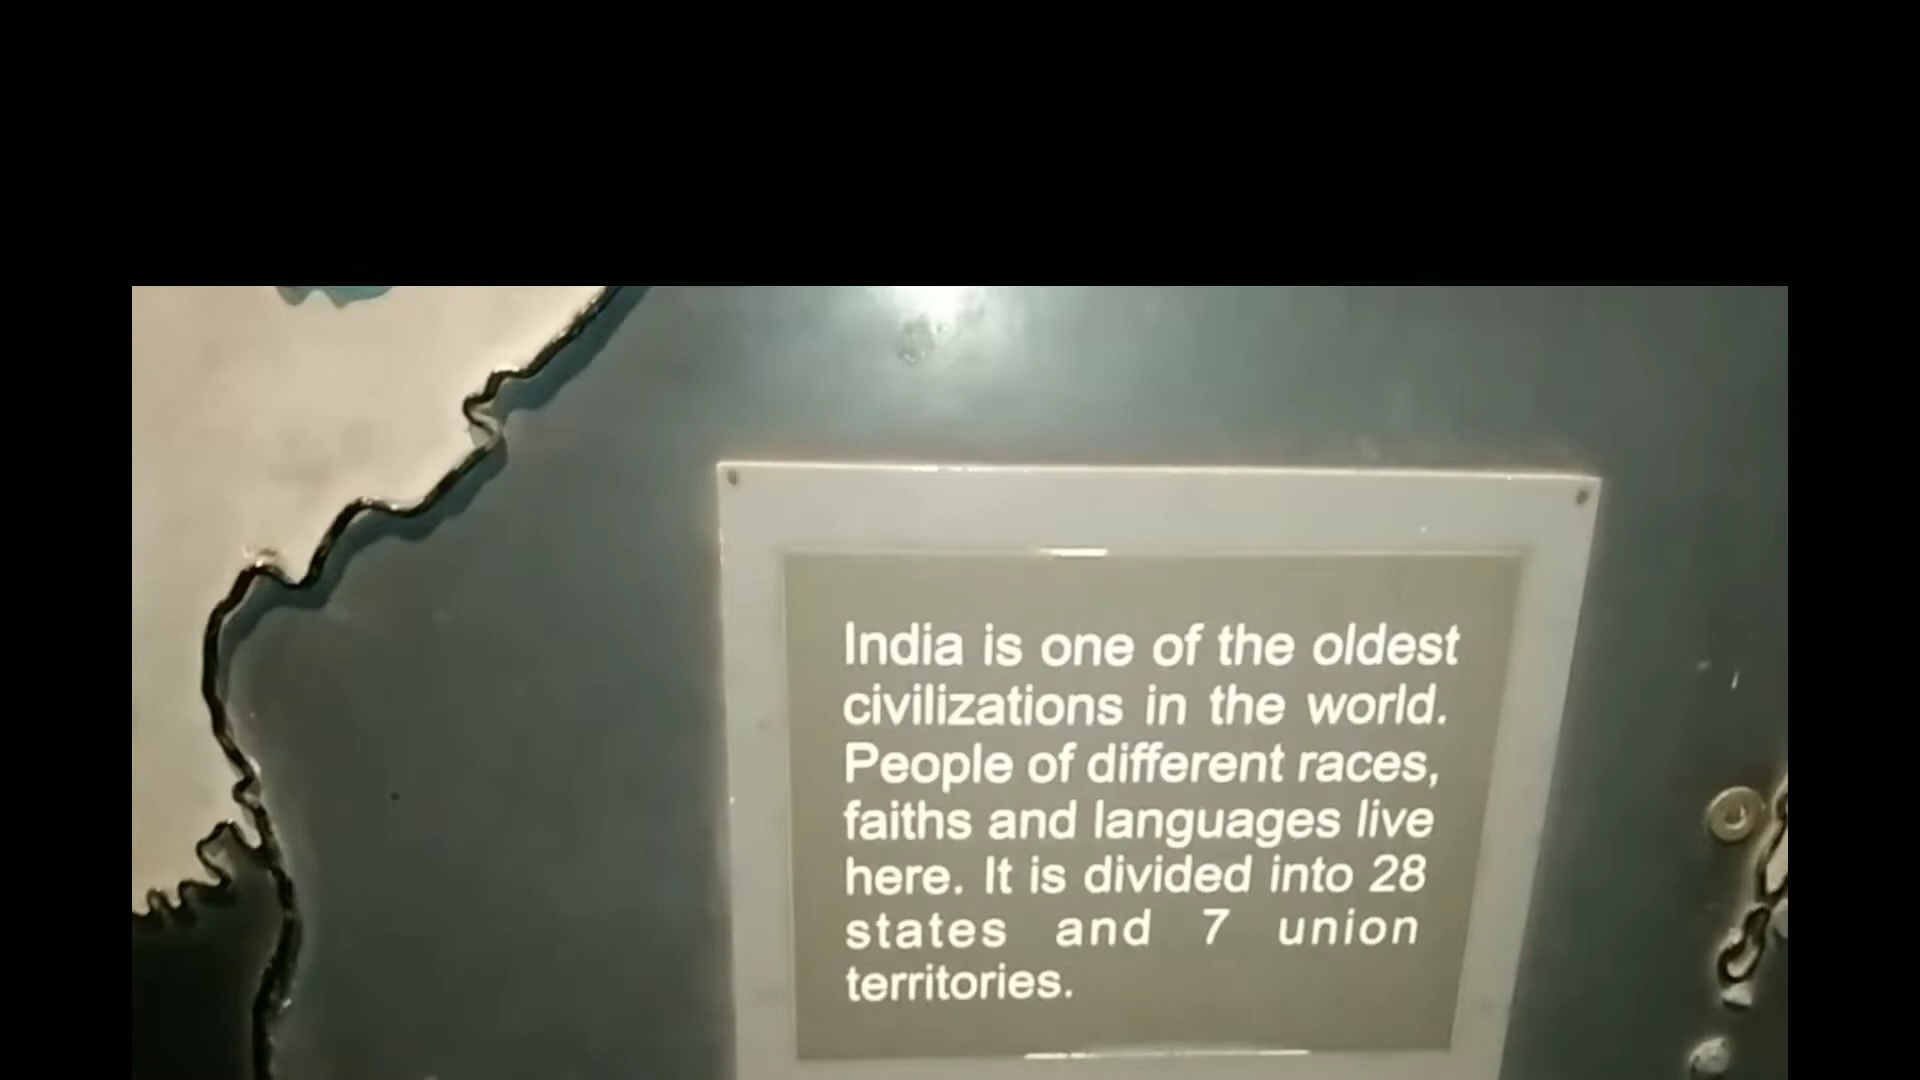 India is one of the oldest
civilizations in the world.
People of different races,
faiths and languages live
here. It is divided into 28
states and 7 union
territories.